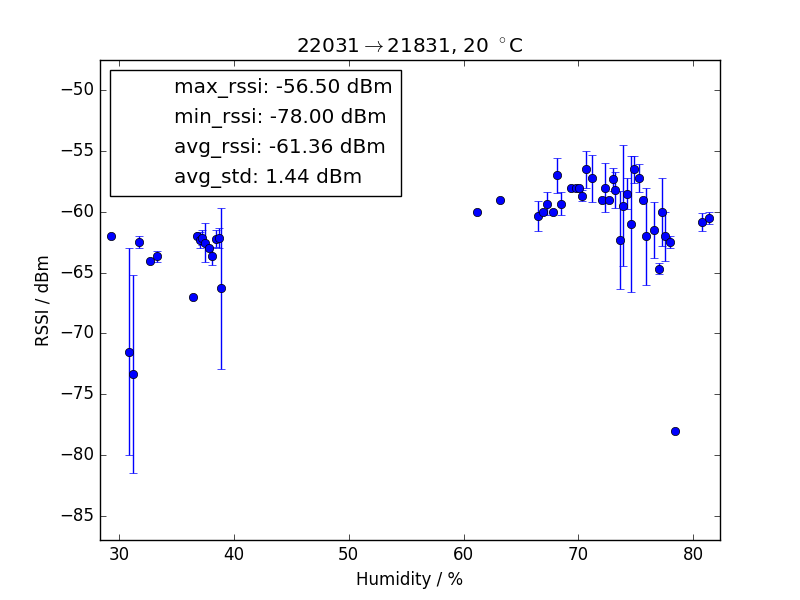 22031→21831, 20 °C
max_rssi: -56.50 dBm
min_rssi: -78.00 dBm
avg_rssi: -61.36 dBm
avg_std: 1.44 dBm
−50
−55
−60
−65
−70
−75
−80
−85
RSSI / dBm
30 40 50 60 70 80
Humidity / %